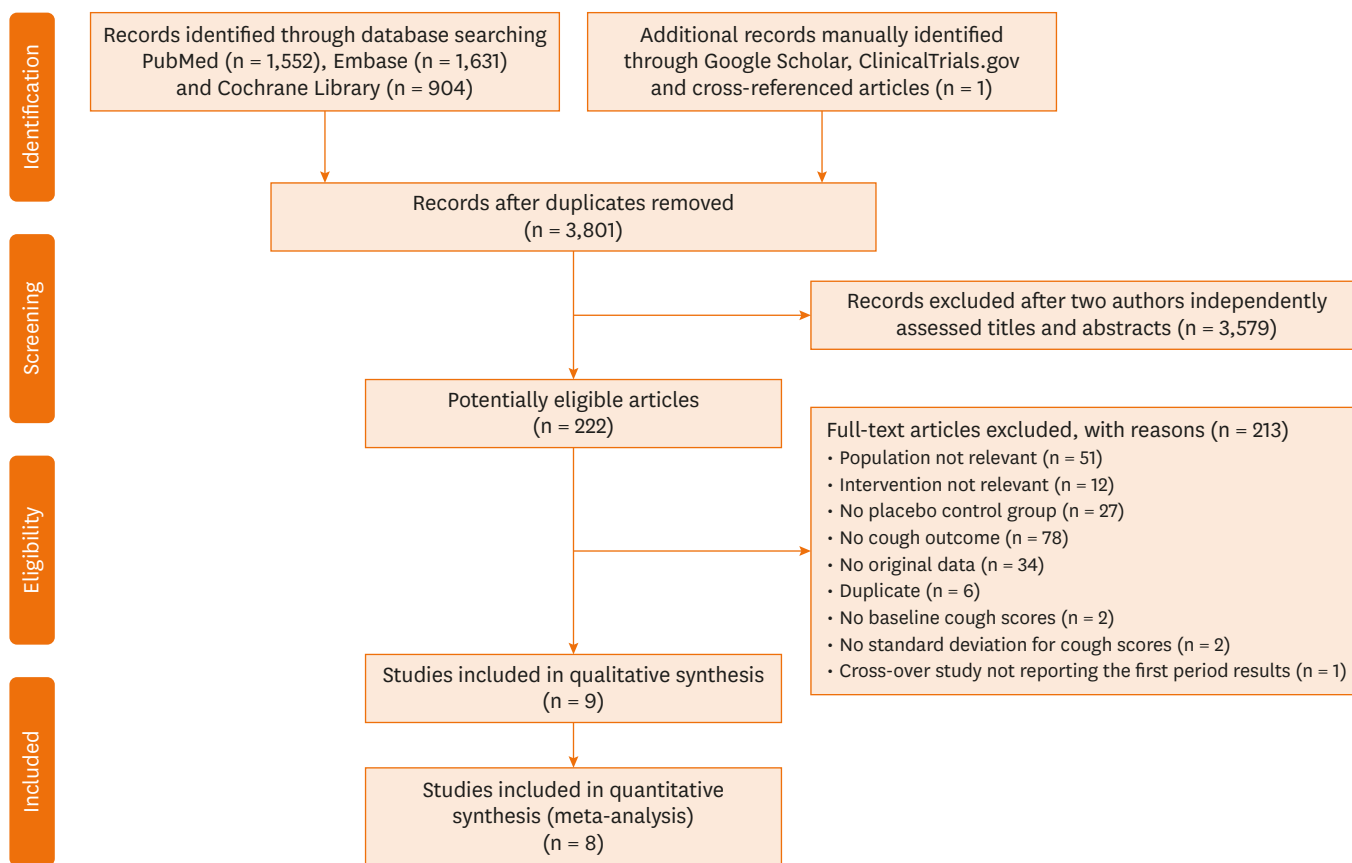 Identification
Records identified through database searching
PubMed (n = 1,552), Embase (n = 1,631)
and Cochrane Library (n = 904)
Additional records manually identified
through Google Scholar, ClinicalTrials.gov
and cross-referenced articles (n = 1)
Records after duplicates removed
(n = 3,801)
Screening
Records excluded after two authors independently
assessed titles and abstracts (n = 3,579)
Potentially eligible articles
(n = 222)
Eligibility
Full-text articles excluded, with reasons (n = 213)
• Population not relevant (n = 51)
• Intervention not relevant (n = 12)
• No placebo control group (n = 27)
• No cough outcome (n = 78)
• No original data (n = 34)
• Duplicate (n = 6)
• No baseline cough scores (n = 2)
• No standard deviation for cough scores (n = 2)
• Cross-over study not reporting the first period results (n = 1)
Studies included in qualitative synthesis
(n = 9)
Included
Studies included in quantitative
synthesis (meta-analysis)
(n = 8)